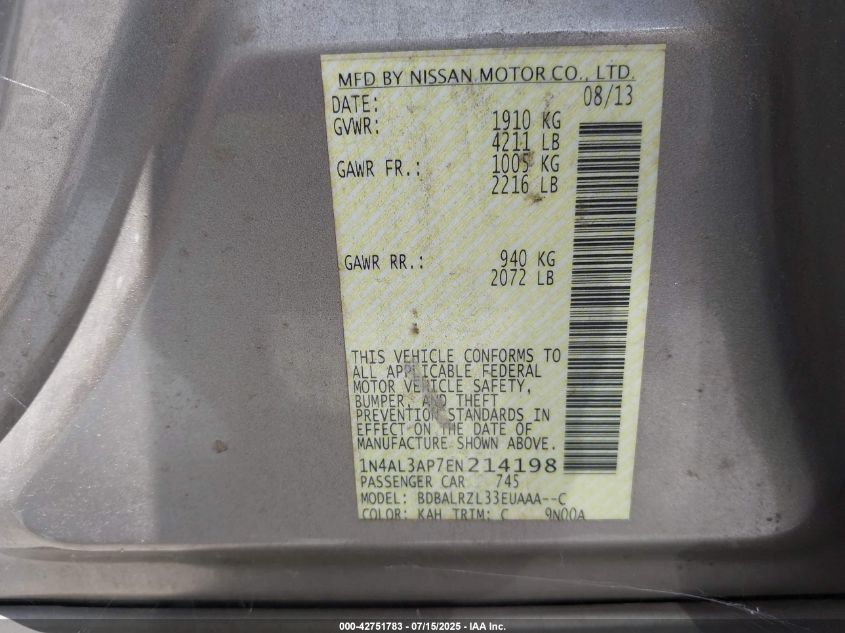 MFD BY NISSAN MOTOR CO., LTD.
DATE: 08/13
GVWR: 1910 KG
4211 LB
GAWR FR.: 1005 KG
2216 LB
GAWR RR.: 940 KG
2072 LB
THIS VEHICLE CONFORMS TO
ALL APPLICABLE FEDERAL
MOTOR VEHICLE SAFETY,
BUMPER, AND THEFT
PREVENTION STANDARDS IN
EFFECT ON THE DATE OF
MANUFACTURE SHOWN ABOVE.
1N4AL3AP7EN214198
PASSENGER CAR 745
MODEL: BDBALRZL33EUAAA--C
COLOR: KAH TRIM: C 9N00A
000-42751783 - 07/15/2025 - IAA Inc.